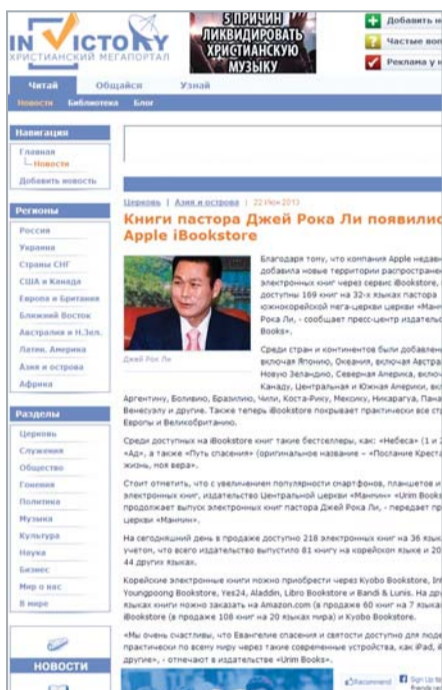 INVICTORY
ХРИСТИАНСКИЙ МЕГАПОРТАЛ
5 ПРИЧИН
ЛИКВИДИРОВАТЬ
ХРИСТИАНСКУЮ
МУЗЫКУ
Добавить н
Частые воп
Реклама у н
Читай Общайся Узнай
Новости Библиотека Блог
Навигация
Главная
Новости
Добавить новость
Регионы
Россия
Украина
Страны СНГ
США и Канада
Европа и Британия
Ближний Восток
Австралия и Н.Зел.
Латин. Америка
Азия и острова
Африка
Разделы
Церковь
Служения
Общество
Гонения
Политика
Музыка
Культура
Наука
Бизнес
Мир о нас
В мире
НОВОСТИ
Церковь | Азия и острова | 22 Июн 2013
Книги пастора Джей Рока Ли появилис
Apple iBookstore
Джей Рок Ли
Благодаря тому, что компания Apple недавн
добавила новые территории распространен
электронных книг через сервис iBookstore,
доступны 169 книг на 32-х языках пастора
южнокорейской мега-церкви церкви «Манм
Рока Ли, - сообщает пресс-центр издательс
Books».
Среди стран и континентов были добавлен
включая Японию, Океания, включая Австра
Новую Зеландию, Северная Америка, включ
Канаду, Центральная и Южная Америки, вк
Аргентину, Боливию, Бразилию, Чили, Коста-Рику, Мексику, Никарагуа, Пана
Венесуэлу и другие. Также теперь iBookstore покрывает практически все стр
Европы и Великобританию.
Среди доступных на iBookstore книг такие бестселлеры, как: «Небеса» (1 и 2
«Ад», а также «Путь спасения» (оригинальное название – «Послание Креста
жизнь, моя вера».
Стоит отметить, что с увеличением популярности смартфонов, планшетов и
электронных книг, издательство Центральной церкви «Манмин» «Urim Books
продолжает выпуск электронных книг пастора Джей Рока Ли, - передает пр
церкви «Манмин».
На сегодняшний день в продаже доступно 218 электронных книг на 36 язык
учетом, что всего издательство выпустило 81 книгу на корейском языке и 20
44 других языках.
Корейские электронные книги можно приобрести через Kyobo Bookstore, Int
Youngpoong Bookstore, Yes24, Aladdin, Libro Bookstore и Bandi & Lunis. На др
языках книги можно заказать на Amazon.com (в продаже 60 книг на 7 языка
iBookstore (в продаже 108 книг на 20 языках мира) и Kyobo Bookstore.
«Мы очень счастливы, что Евангелие спасения и святости доступно для люде
практически по всему миру через такие современные устройства, как iPad, i
другие», - отмечают в издательстве «Urim Books».
Recommend Sign Up to